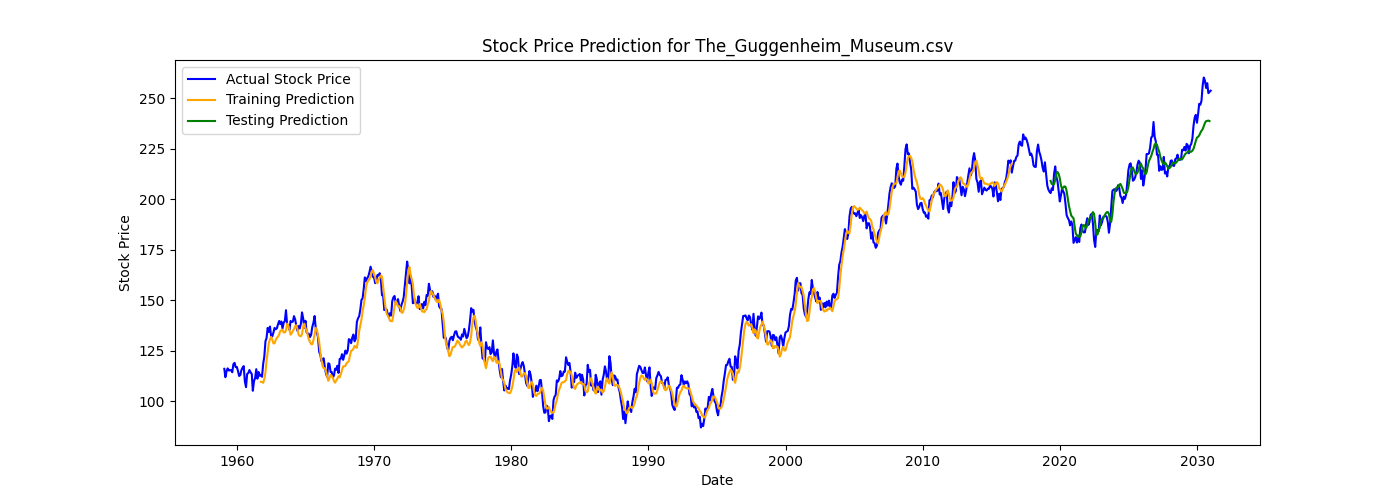 Stock Price Prediction for The_Guggenheim_Museum.csv
Actual Stock Price
Training Prediction
Testing Prediction
Stock Price
250
225
200
175
150
125
100
1960 1970 1980 1990 2000 2010 2020 2030
Date